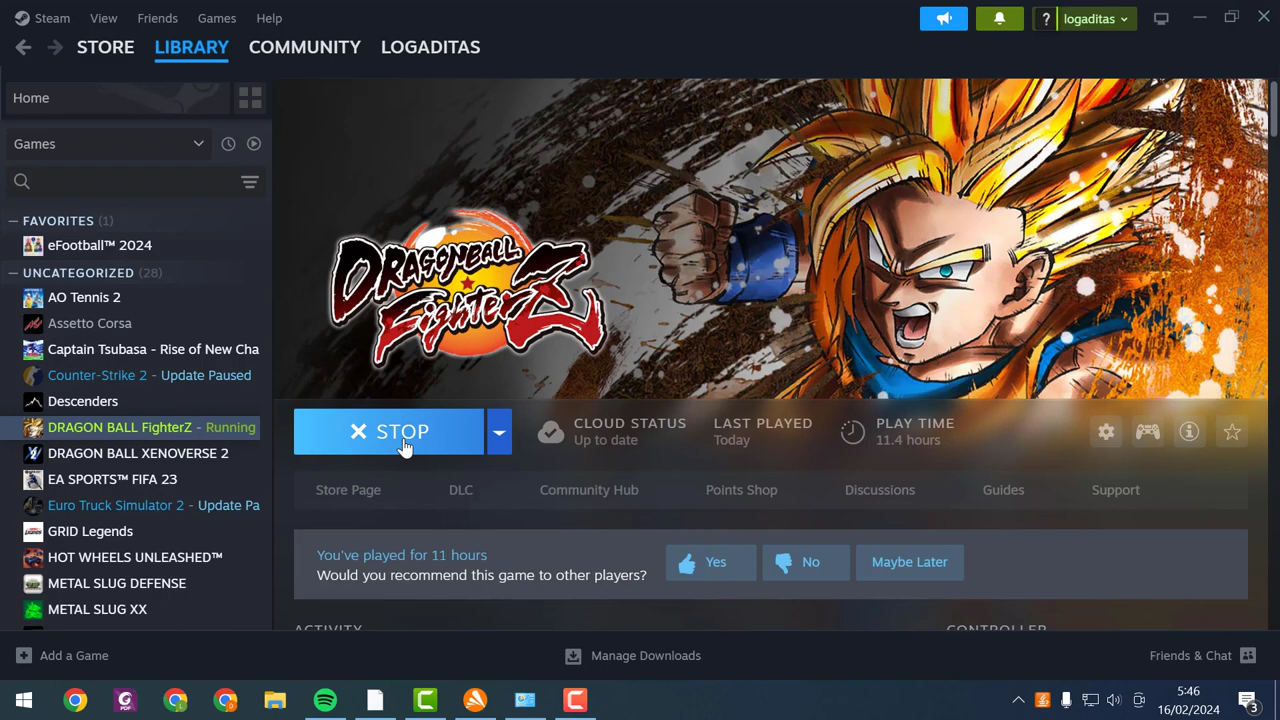 Steam View Friends Games Help
? logaditas
STORE LIBRARY COMMUNITY LOGADITAS
Home
Games
FAVORITES (1)
eFootball™ 2024
UNCATEGORIZED (28)
AO Tennis 2
Assetto Corsa
Captain Tsubasa - Rise of New Cha
Counter-Strike 2 - Update Paused
Descenders
DRAGON BALL FighterZ - Running
DRAGON BALL XENOVERSE 2
EA SPORTS™ FIFA 23
Euro Truck Simulator 2 - Update Pa
GRID Legends
HOT WHEELS UNLEASHED™
METAL SLUG DEFENSE
METAL SLUG XX
DRAGONBALL
FighterZ
STOP
CLOUD STATUS
Up to date
LAST PLAYED
Today
PLAY TIME
11.4 hours
Store Page DLC Community Hub Points Shop Discussions Guides Support
You've played for 11 hours
Would you recommend this game to other players?
Yes No Maybe Later
ACTIVITY
CONTROLLER
Add a Game
Manage Downloads
Friends & Chat
PDF
5:46
16/02/2024
3